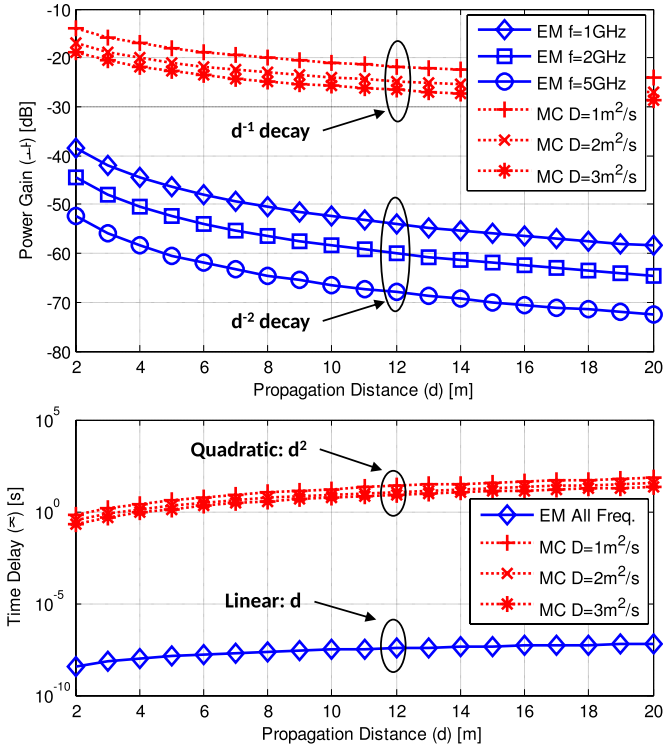 -10
-20
-30
-40
-50
-60
-70
-80
Power Gain () [dB]
EM f=1GHz
EM f=2GHz
EM f=5GHz
MC D=1m²/s
MC D=2m²/s
MC D=3m²/s
d⁻¹ decay
d⁻² decay
2 4 6 8 10 12 14 16 18 20
Propagation Distance (d) [m]
10⁵
10⁰
10⁻⁵
10⁻¹⁰
Time Delay () [s]
Quadratic: d²
EM All Freq.
MC D=1m²/s
MC D=2m²/s
MC D=3m²/s
Linear: d
2 4 6 8 10 12 14 16 18 20
Propagation Distance (d) [m]